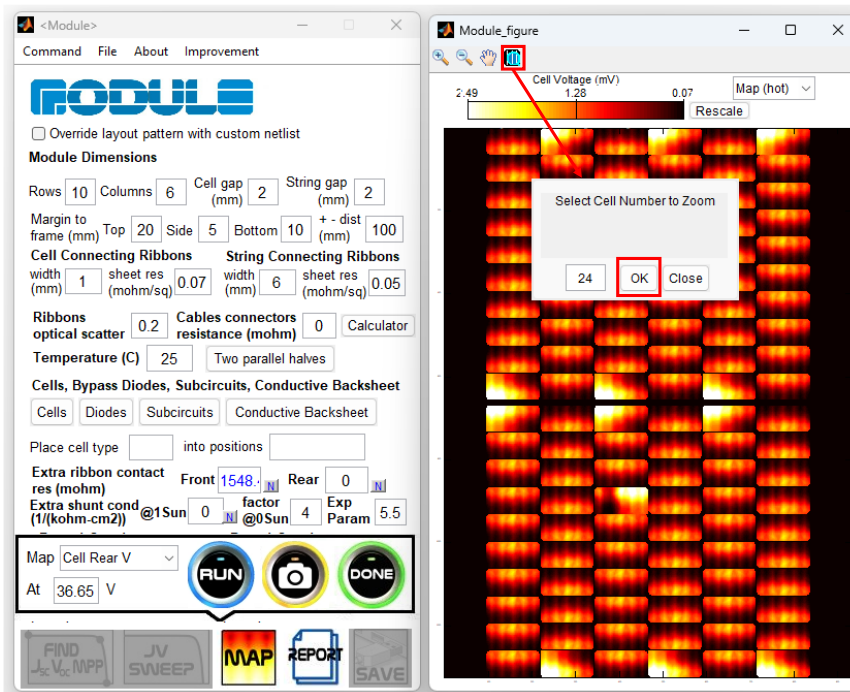 <Module>
Command File About Improvement
MODULE
Override layout pattern with custom netlist
Module Dimensions
Rows 10 Columns 6 Cell gap (mm) 2 String gap (mm) 2
Margin to frame (mm) Top 20 Side 5 Bottom 10 + - dist (mm) 100
Cell Connecting Ribbons String Connecting Ribbons
width (mm) 1 sheet res (mohm/sq) 0.07 width (mm) 6 sheet res (mohm/sq) 0.05
Ribbons optical scatter 0.2 Cables connectors resistance (mohm) 0 Calculator
Temperature (C) 25 Two parallel halves
Cells, Bypass Diodes, Subcircuits, Conductive Backsheet
Cells Diodes Subcircuits Conductive Backsheet
Place cell type into positions
Extra ribbon contact res (mohm) Front 1548. N Rear 0 N
Extra shunt cond (1/(kohm-cm2)) @1Sun 0 N factor @0Sun 4 Exp Param 5.5
Map Cell Rear V
At 36.65 V
RUN DONE
FIND Jsc Voc MPP JV SWEEP MAP REPORT SAVE
Module_figure
Cell Voltage (mV)
2.49 1.28 0.07
Map (hot)
Rescale
Select Cell Number to Zoom
24 OK Close